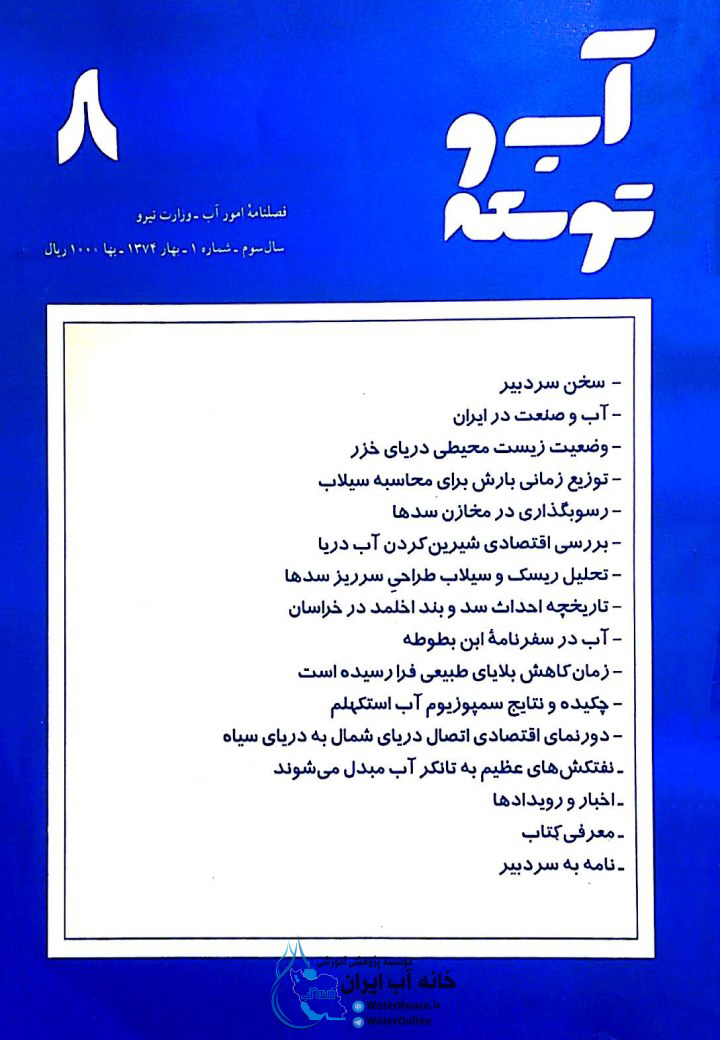 آب و
توسعه
۸
فصلنامهٔ امور آب ـ وزارت نیرو
سال سوم ـ شماره ۱ ـ بهار ۱۳۷۴ ـ بها ۱۰۰۰ ریال
- سخن سردبیر
- آب و صنعت در ایران
- وضعیت زیست محیطی دریای خزر
- توزیع زمانی بارش برای محاسبه سیلاب
- رسوبگذاری در مخازن سدها
- بررسی اقتصادی شیرین کردن آب دریا
- تحلیل ریسک و سیلاب طراحیِ سرریز سدها
- تاریخچه احداث سد و بند اخلمد در خراسان
- آب در سفرنامهٔ ابن بطوطه
- زمان کاهش بلایای طبیعی فرا رسیده است
- چکیده و نتایج سمپوزیوم آب استکهلم
- دورنمای اقتصادی اتصال دریای شمال به دریای سیاه
ـ نفتکش‌های عظیم به تانکر آب مبدل می‌شوند
ـ اخبار و رویدادها
ـ معرفی کتاب
ـ نامه به سردبیر
موسسه پژوهشی آموزشی
خانه آب ایران
WaterHouse.ir
WaterOnline